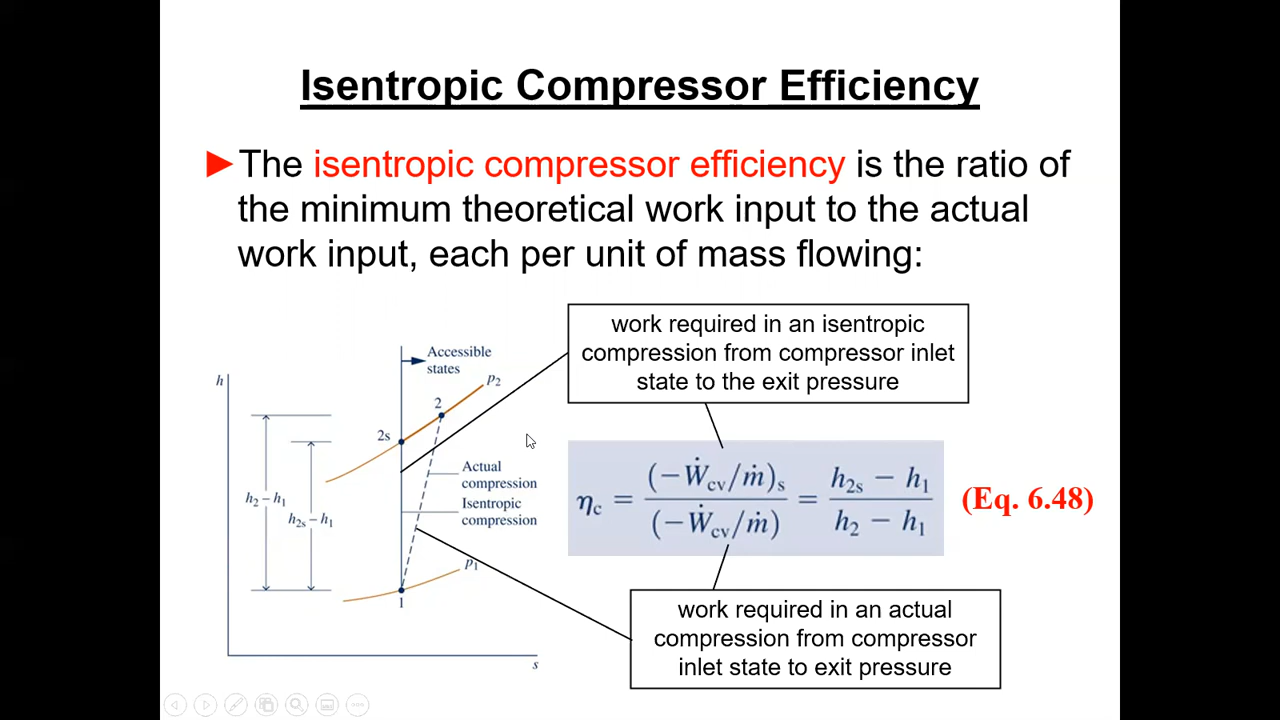 Isentropic Compressor Efficiency
►The isentropic compressor efficiency is the ratio of
the minimum theoretical work input to the actual
work input, each per unit of mass flowing:
work required in an isentropic
compression from compressor inlet
state to the exit pressure
h
Accessible
states
p₂
2
2s
Actual
compression
Isentropic
compression
h₂ – h₁
h₂ₛ – h₁
p₁
1
s
η_c = (−Ẇ_cv/ṁ)_s / (−Ẇ_cv/ṁ) = (h₂ₛ − h₁) / (h₂ − h₁)
(Eq. 6.48)
work required in an actual
compression from compressor
inlet state to exit pressure